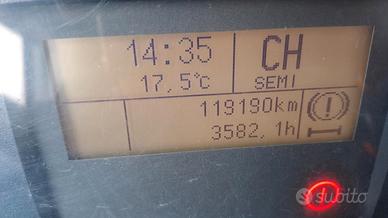 14:35
CH
17,5°C
SEMI
119190km
3582,1h
subito